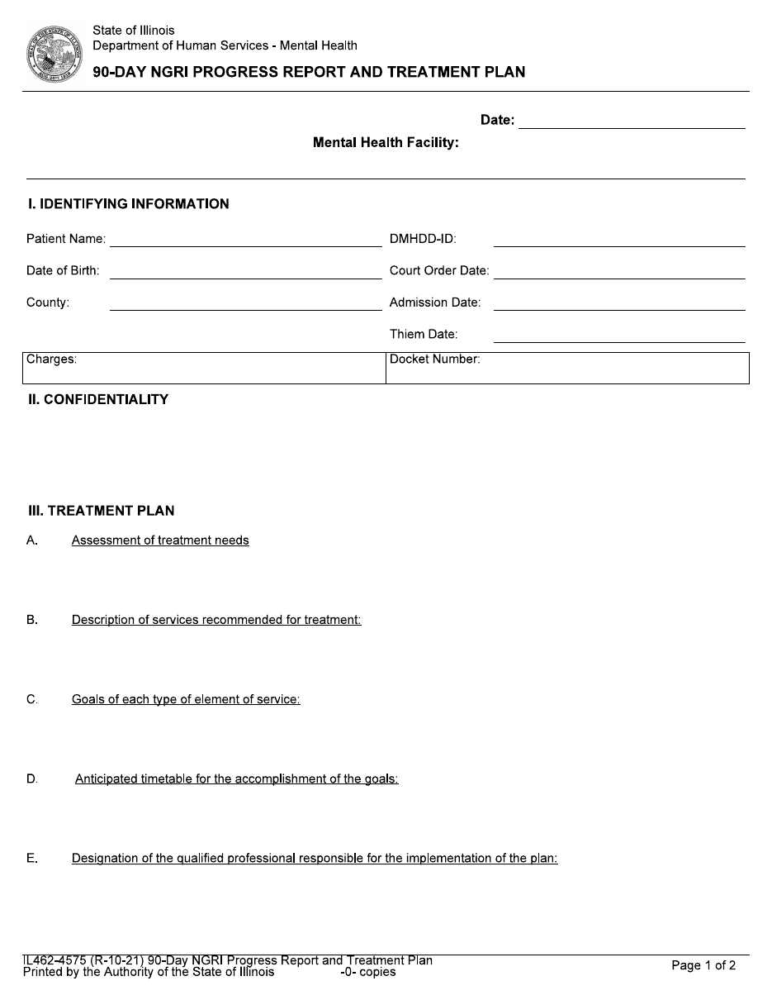 State of Illinois
Department of Human Services - Mental Health
90-DAY NGRI PROGRESS REPORT AND TREATMENT PLAN
Date:
Mental Health Facility:
I. IDENTIFYING INFORMATION
Patient Name: DMHDD-ID:
Date of Birth: Court Order Date:
County: Admission Date:
Thiem Date:
Charges: Docket Number:
II. CONFIDENTIALITY
III. TREATMENT PLAN
A. Assessment of treatment needs
B. Description of services recommended for treatment:
C. Goals of each type of element of service:
D. Anticipated timetable for the accomplishment of the goals:
E. Designation of the qualified professional responsible for the implementation of the plan:
IL462-4575 (R-10-21) 90-Day NGRI Progress Report and Treatment Plan
Printed by the Authority of the State of Illinois -0- copies
Page 1 of 2